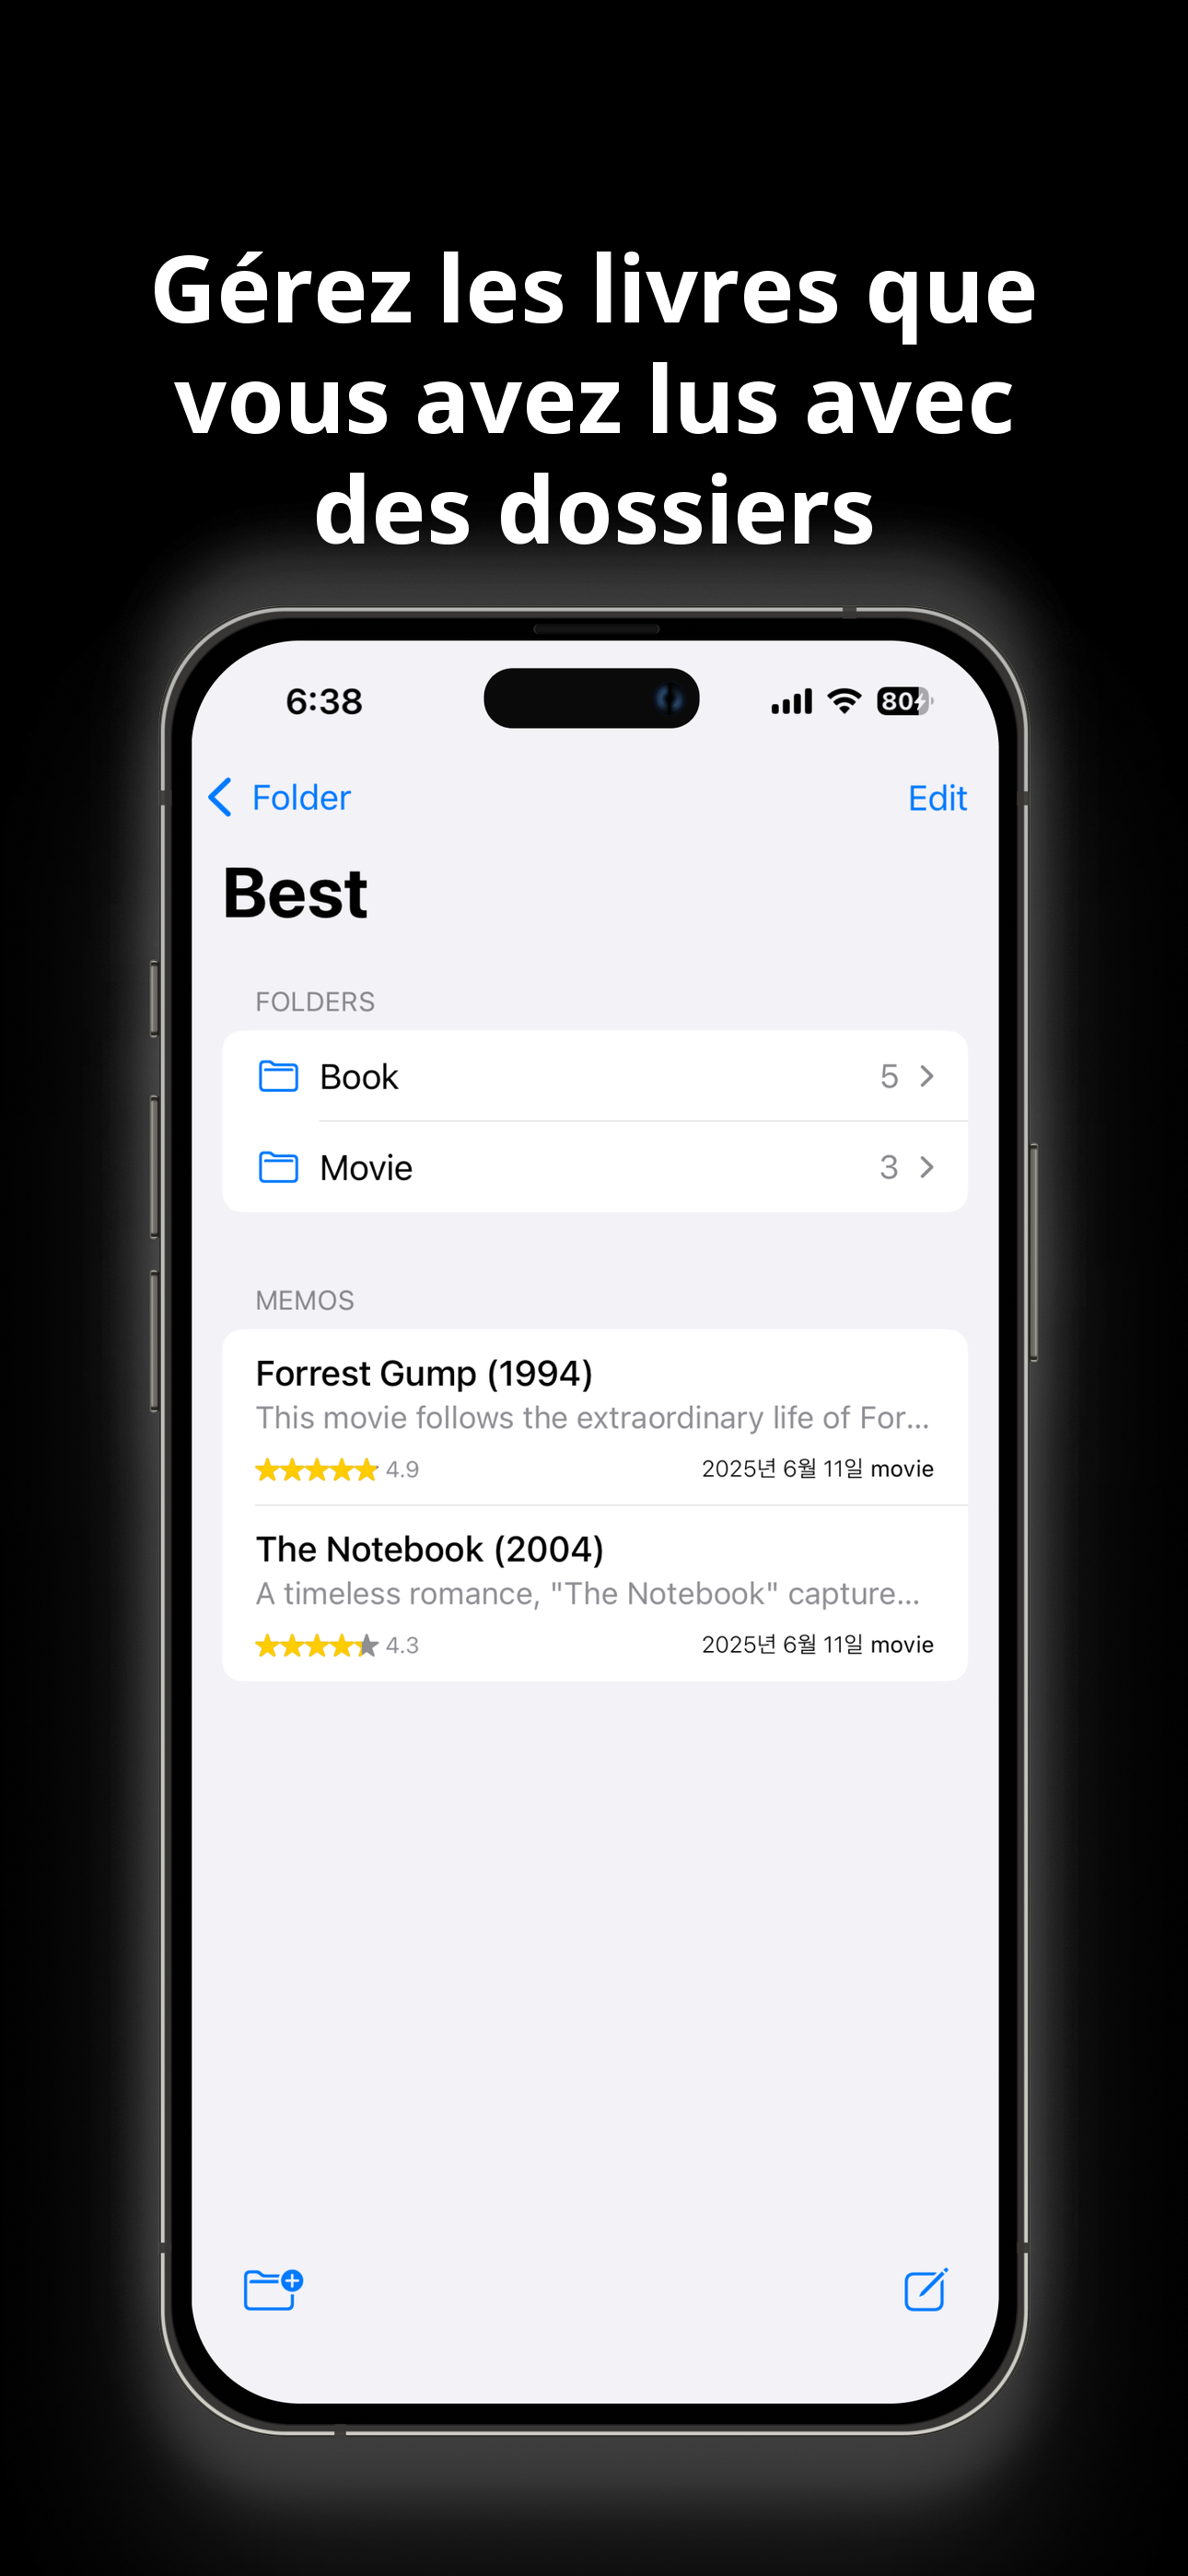 Gérez les livres que
vous avez lus avec
des dossiers
6:38
80
Folder
Edit
Best
FOLDERS
Book
5
Movie
3
MEMOS
Forrest Gump (1994)
This movie follows the extraordinary life of For...
4.9
2025년 6월 11일 movie
The Notebook (2004)
A timeless romance, "The Notebook" capture...
4.3
2025년 6월 11일 movie